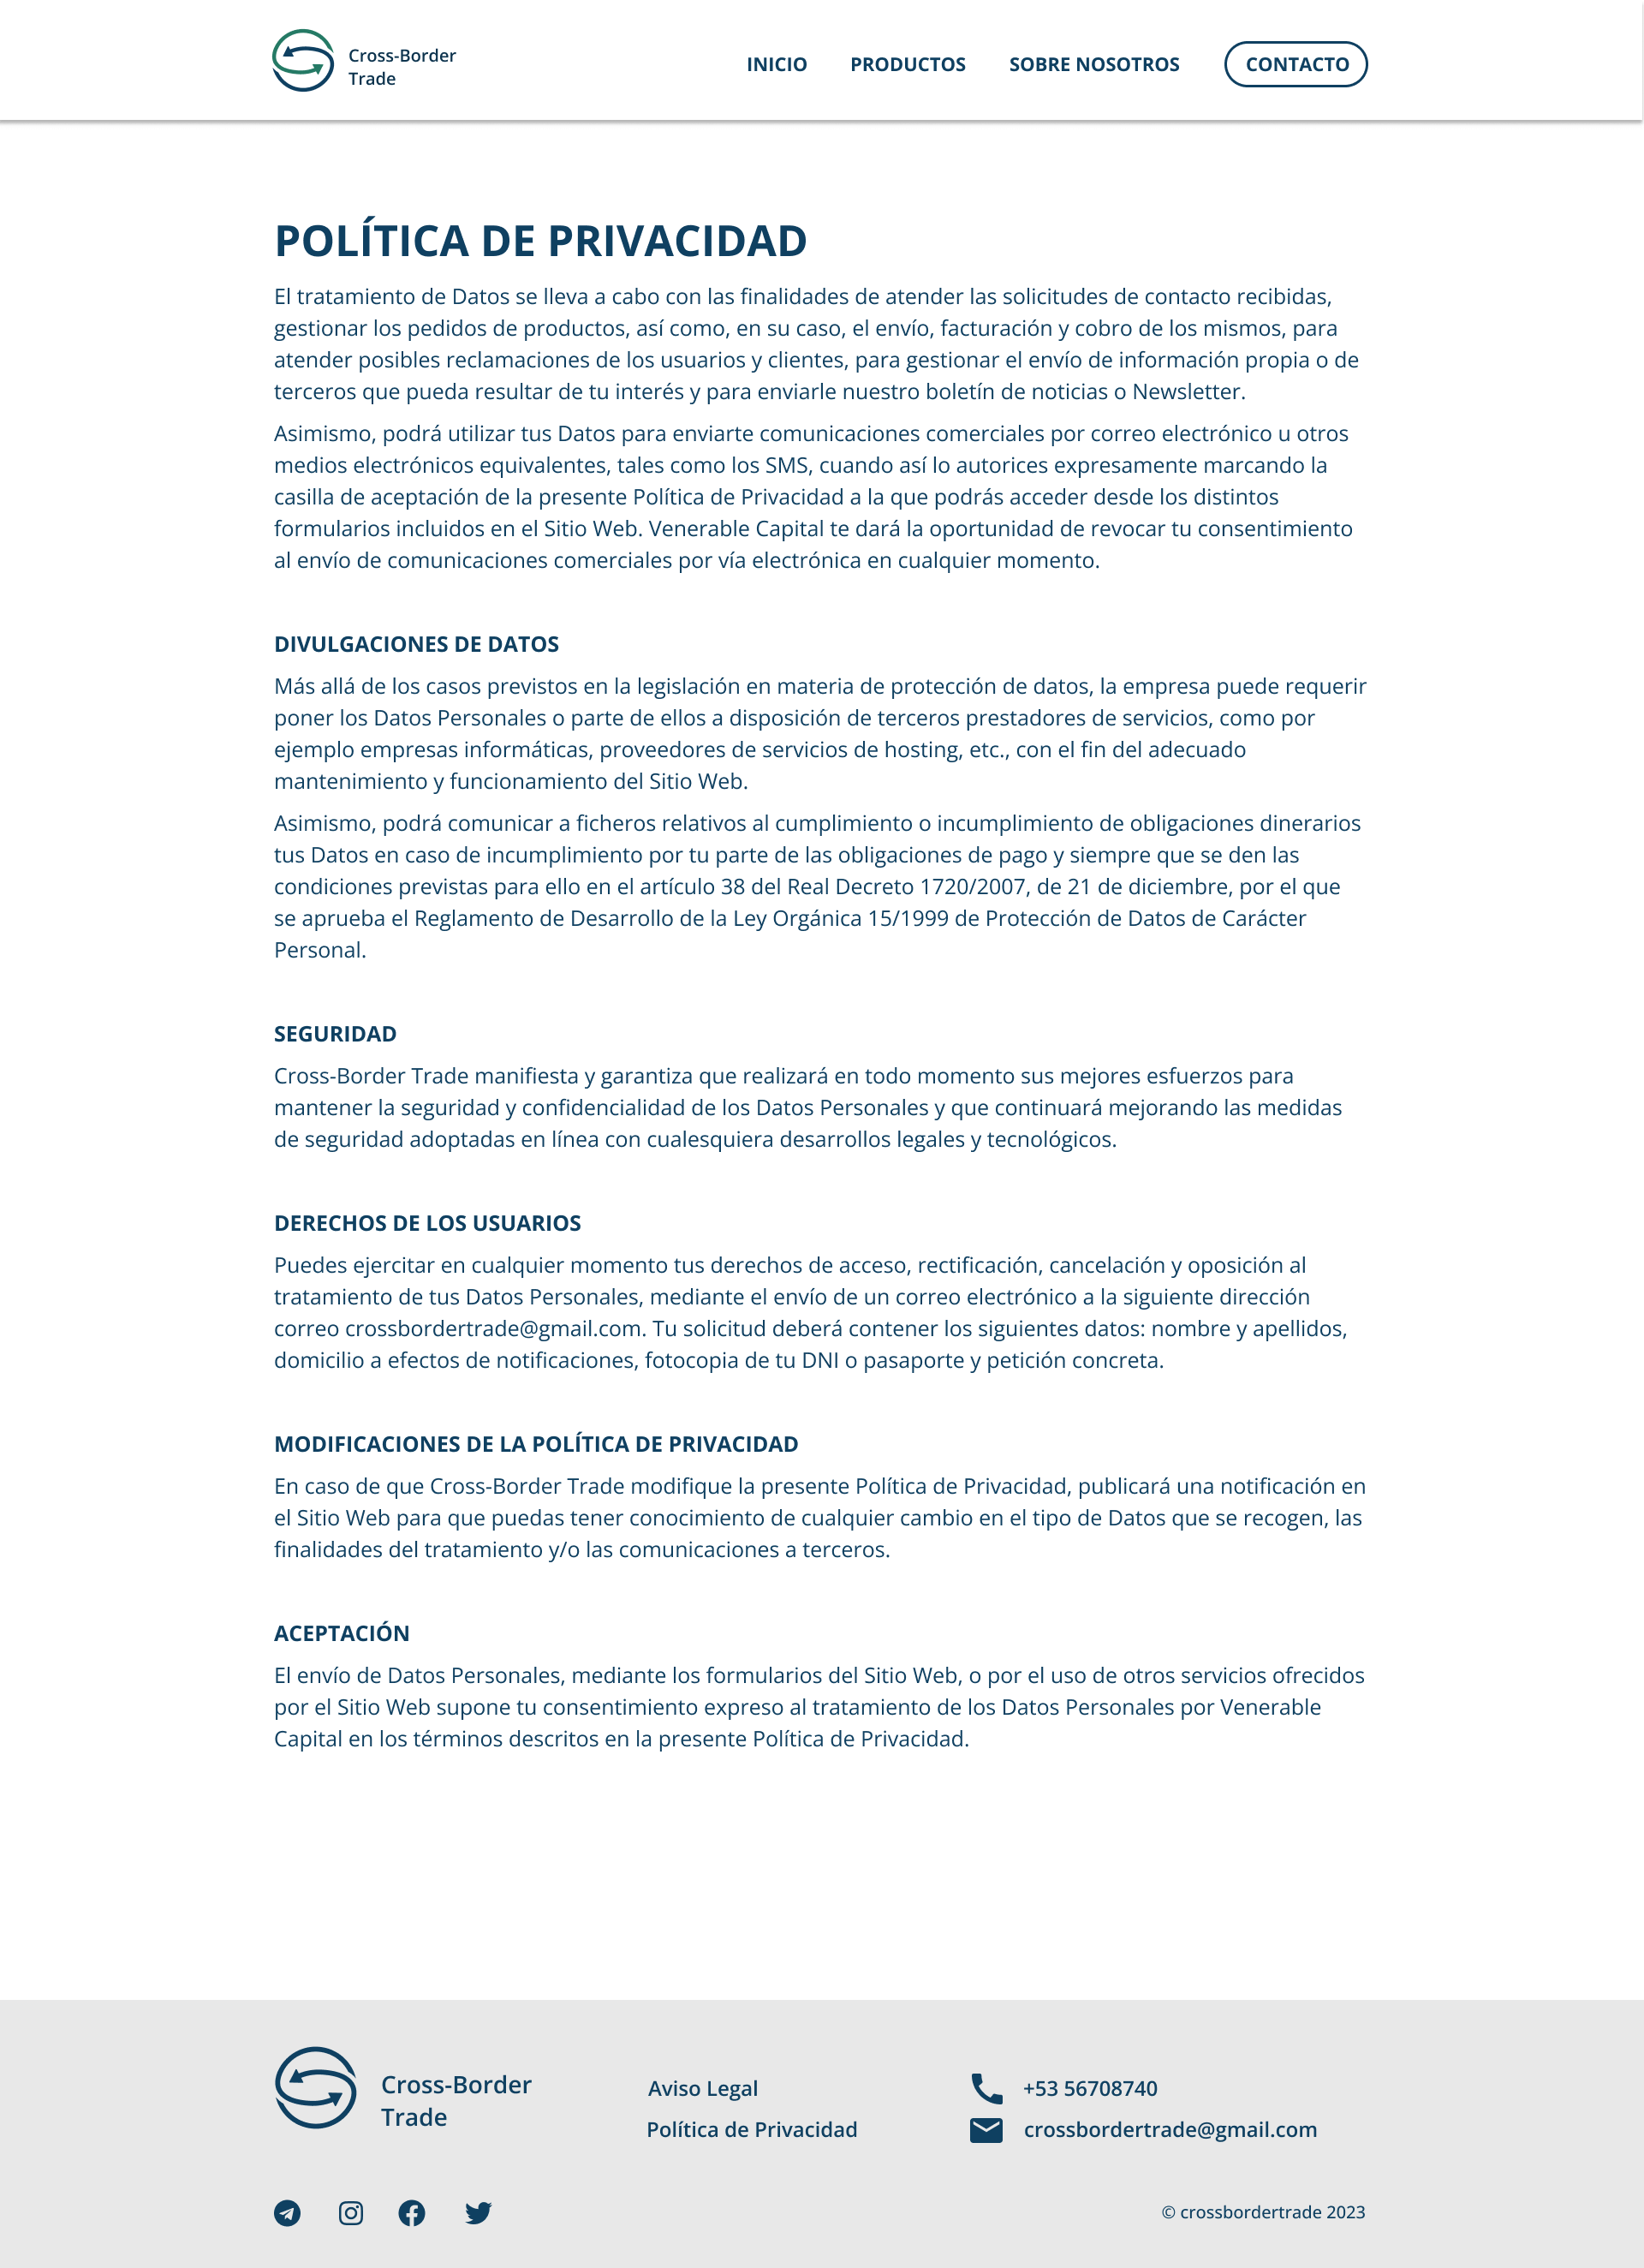 Cross-Border
Trade
INICIO PRODUCTOS SOBRE NOSOTROS CONTACTO
POLÍTICA DE PRIVACIDAD
El tratamiento de Datos se lleva a cabo con las finalidades de atender las solicitudes de contacto recibidas,
gestionar los pedidos de productos, así como, en su caso, el envío, facturación y cobro de los mismos, para
atender posibles reclamaciones de los usuarios y clientes, para gestionar el envío de información propia o de
terceros que pueda resultar de tu interés y para enviarle nuestro boletín de noticias o Newsletter.
Asimismo, podrá utilizar tus Datos para enviarte comunicaciones comerciales por correo electrónico u otros
medios electrónicos equivalentes, tales como los SMS, cuando así lo autorices expresamente marcando la
casilla de aceptación de la presente Política de Privacidad a la que podrás acceder desde los distintos
formularios incluidos en el Sitio Web. Venerable Capital te dará la oportunidad de revocar tu consentimiento
al envío de comunicaciones comerciales por vía electrónica en cualquier momento.
DIVULGACIONES DE DATOS
Más allá de los casos previstos en la legislación en materia de protección de datos, la empresa puede requerir
poner los Datos Personales o parte de ellos a disposición de terceros prestadores de servicios, como por
ejemplo empresas informáticas, proveedores de servicios de hosting, etc., con el fin del adecuado
mantenimiento y funcionamiento del Sitio Web.
Asimismo, podrá comunicar a ficheros relativos al cumplimiento o incumplimiento de obligaciones dinerarios
tus Datos en caso de incumplimiento por tu parte de las obligaciones de pago y siempre que se den las
condiciones previstas para ello en el artículo 38 del Real Decreto 1720/2007, de 21 de diciembre, por el que
se aprueba el Reglamento de Desarrollo de la Ley Orgánica 15/1999 de Protección de Datos de Carácter
Personal.
SEGURIDAD
Cross-Border Trade manifiesta y garantiza que realizará en todo momento sus mejores esfuerzos para
mantener la seguridad y confidencialidad de los Datos Personales y que continuará mejorando las medidas
de seguridad adoptadas en línea con cualesquiera desarrollos legales y tecnológicos.
DERECHOS DE LOS USUARIOS
Puedes ejercitar en cualquier momento tus derechos de acceso, rectificación, cancelación y oposición al
tratamiento de tus Datos Personales, mediante el envío de un correo electrónico a la siguiente dirección
correo crossbordertrade@gmail.com. Tu solicitud deberá contener los siguientes datos: nombre y apellidos,
domicilio a efectos de notificaciones, fotocopia de tu DNI o pasaporte y petición concreta.
MODIFICACIONES DE LA POLÍTICA DE PRIVACIDAD
En caso de que Cross-Border Trade modifique la presente Política de Privacidad, publicará una notificación en
el Sitio Web para que puedas tener conocimiento de cualquier cambio en el tipo de Datos que se recogen, las
finalidades del tratamiento y/o las comunicaciones a terceros.
ACEPTACIÓN
El envío de Datos Personales, mediante los formularios del Sitio Web, o por el uso de otros servicios ofrecidos
por el Sitio Web supone tu consentimiento expreso al tratamiento de los Datos Personales por Venerable
Capital en los términos descritos en la presente Política de Privacidad.
Cross-Border
Trade
Aviso Legal
Política de Privacidad
+53 56708740
crossbordertrade@gmail.com
© crossbordertrade 2023